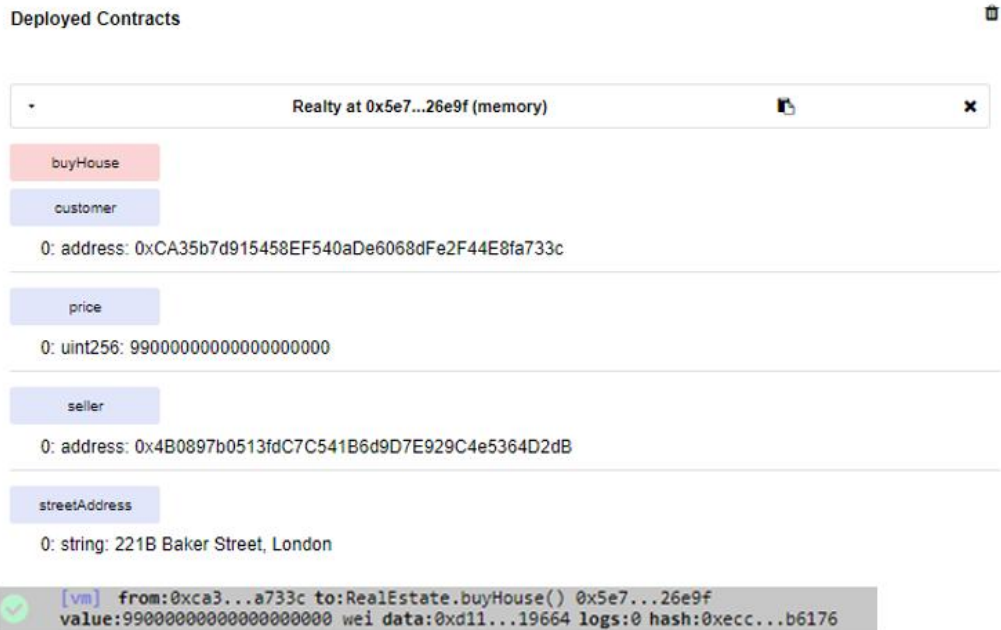 Deployed Contracts
Realty at 0x5e7...26e9f (memory)
buyHouse
customer
0: address: 0xCA35b7d915458EF540aDe6068dFe2F44E8fa733c
price
0: uint256: 99000000000000000000
seller
0: address: 0x4B0897b0513fdC7C541B6d9D7E929C4e5364D2dB
streetAddress
0: string: 221B Baker Street, London
[vm] from:0xca3...a733c to:RealEstate.buyHouse() 0x5e7...26e9f
value:99000000000000000000 wei data:0xd11...19664 logs:0 hash:0xecc...b6176